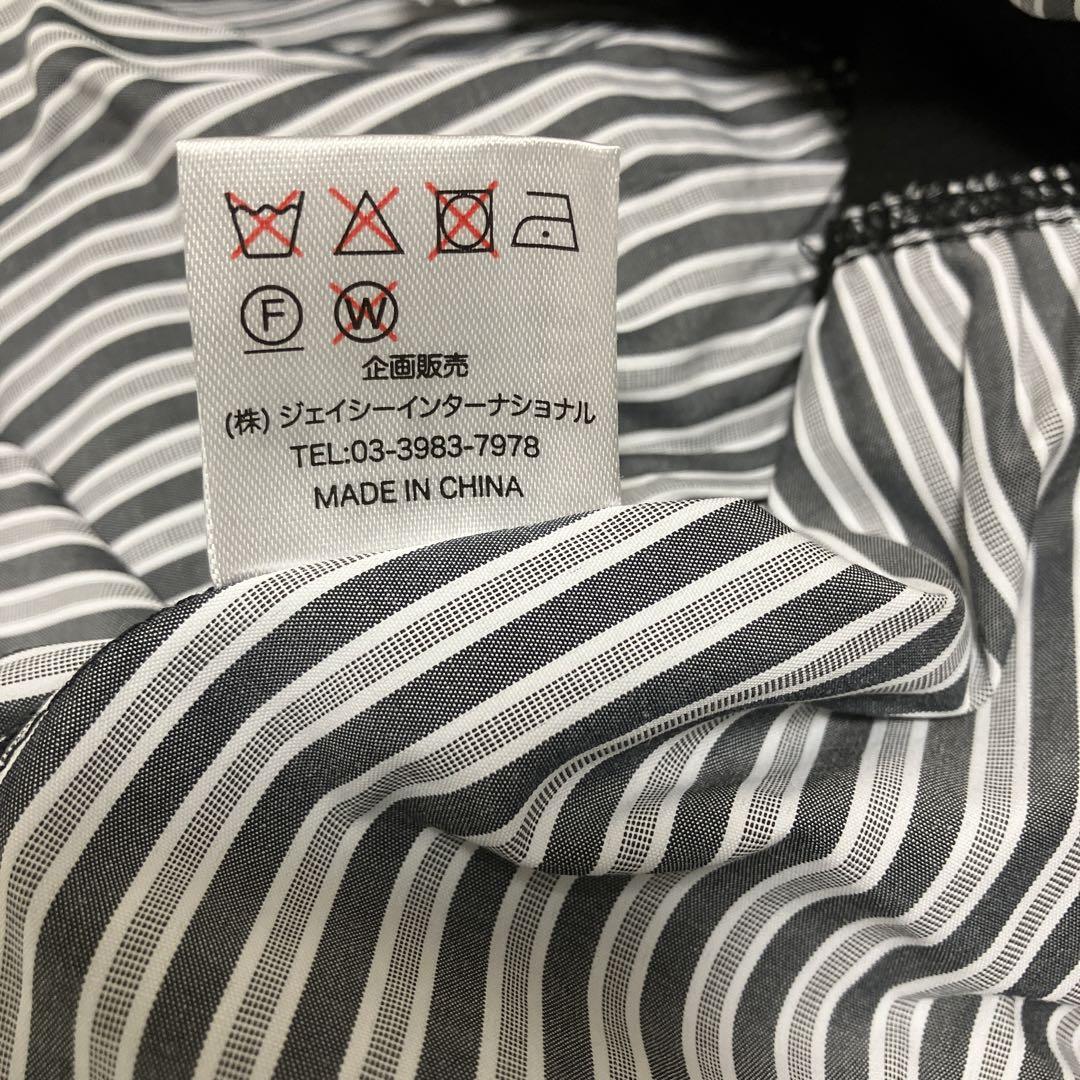 F W
企画販売
(株) ジェイシーインターナショナル
TEL:03-3983-7978
MADE IN CHINA